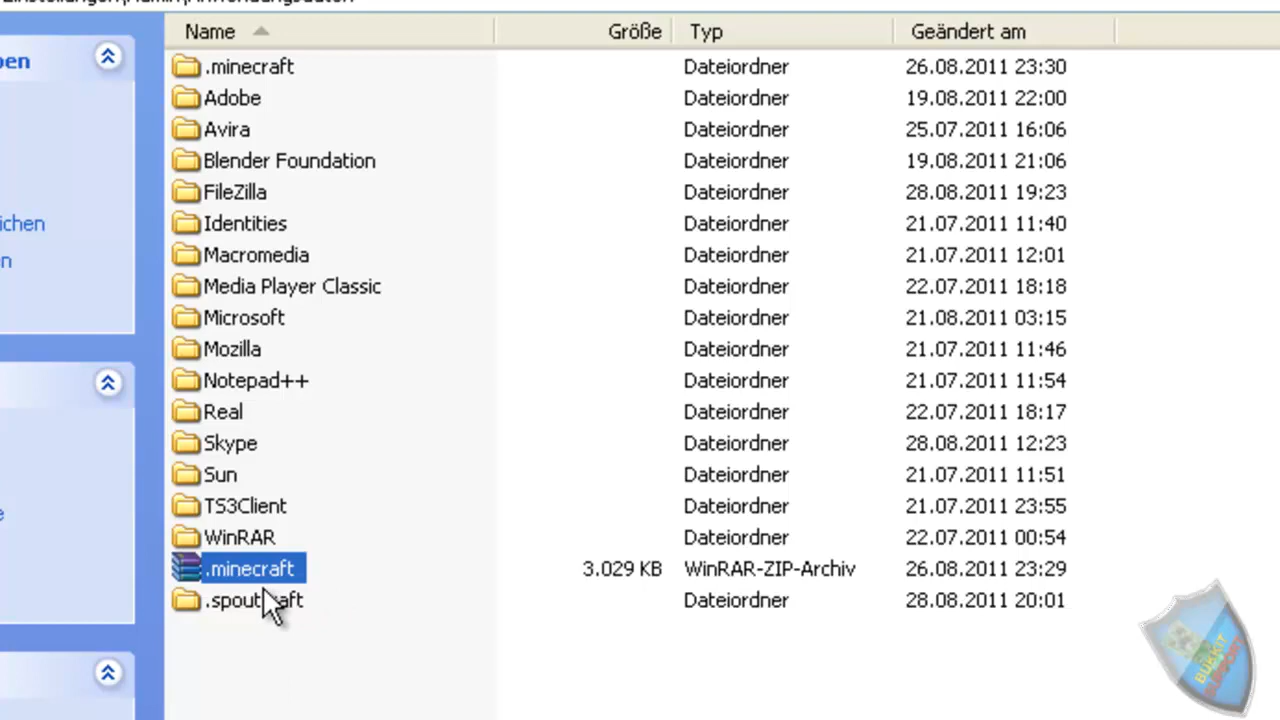 Name Größe Typ Geändert am
.minecraft Dateiordner 26.08.2011 23:30
ben
Adobe Dateiordner 19.08.2011 22:00
Avira Dateiordner 25.07.2011 16:06
Blender Foundation Dateiordner 19.08.2011 21:06
FileZilla Dateiordner 28.08.2011 19:23
ichen
Identities Dateiordner 21.07.2011 11:40
n
Macromedia Dateiordner 21.07.2011 12:01
Media Player Classic Dateiordner 22.07.2011 18:18
Microsoft Dateiordner 21.08.2011 03:15
Mozilla Dateiordner 21.07.2011 11:46
Notepad++ Dateiordner 21.07.2011 11:54
Real Dateiordner 22.07.2011 18:17
Skype Dateiordner 28.08.2011 12:23
Sun Dateiordner 21.07.2011 11:51
TS3Client Dateiordner 21.07.2011 23:55
e
WinRAR Dateiordner 22.07.2011 00:54
.minecraft 3.029 KB WinRAR-ZIP-Archiv 26.08.2011 23:29
Dateiordner 28.08.2011 20:01
BUKKIT
SUPPORT